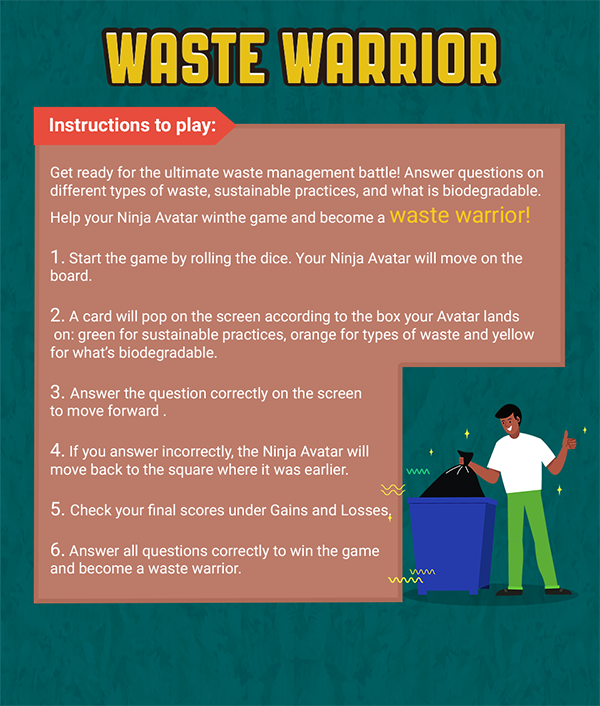 WASTE WARRIOR
Instructions to play:
Get ready for the ultimate waste management battle! Answer questions on
different types of waste, sustainable practices, and what is biodegradable.
Help your Ninja Avatar winthe game and become a waste warrior!
1. Start the game by rolling the dice. Your Ninja Avatar will move on the
board.
2. A card will pop on the screen according to the box your Avatar lands
on: green for sustainable practices, orange for types of waste and yellow
for what's biodegradable.
3. Answer the question correctly on the screen
to move forward .
4. If you answer incorrectly, the Ninja Avatar will
move back to the square where it was earlier.
5. Check your final scores under Gains and Losses.
6. Answer all questions correctly to win the game
and become a waste warrior.